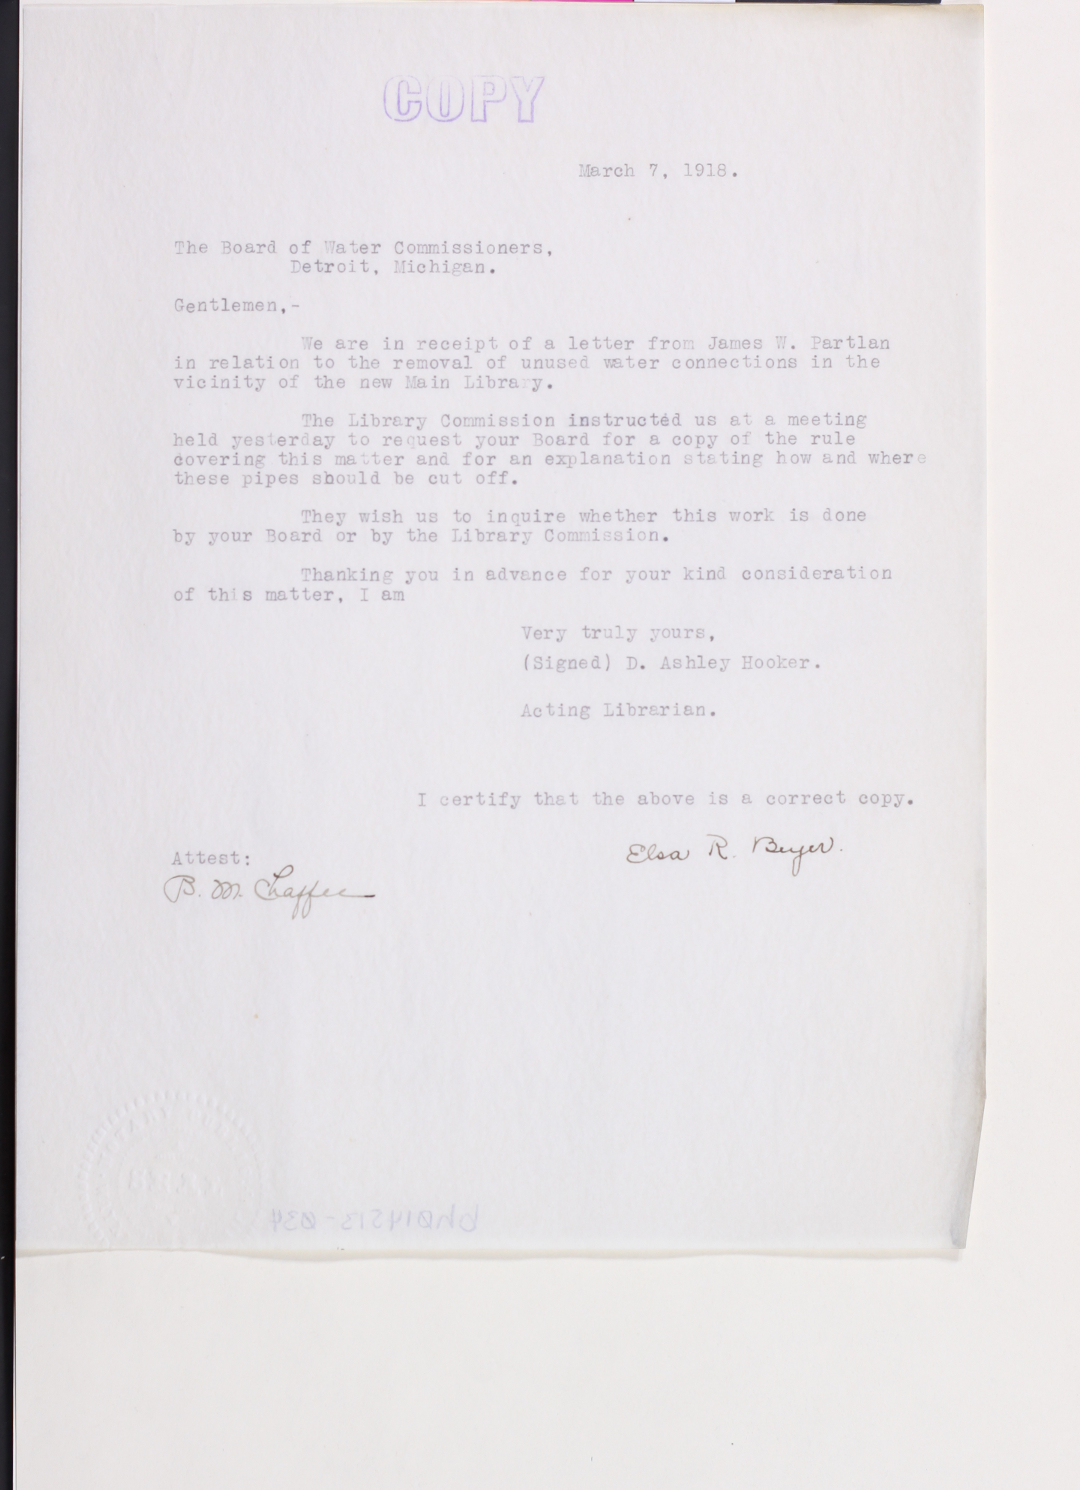 COPY
March 7, 1918.
The Board of Water Commissioners,
Detroit, Michigan.
Gentlemen,-
We are in receipt of a letter from James W. Partlan
in relation to the removal of unused water connections in the
vicinity of the new Main Library.
The Library Commission instructed us at a meeting
held yesterday to request your Board for a copy of the rule
covering this matter and for an explanation stating how and where
these pipes should be cut off.
They wish us to inquire whether this work is done
by your Board or by the Library Commission.
Thanking you in advance for your kind consideration
of this matter, I am
Very truly yours,
(Signed) D. Ashley Hooker.
Acting Librarian.
I certify that the above is a correct copy.
Elsa R. Beyer.
Attest:
B. M. Chaffee
bh014513-034